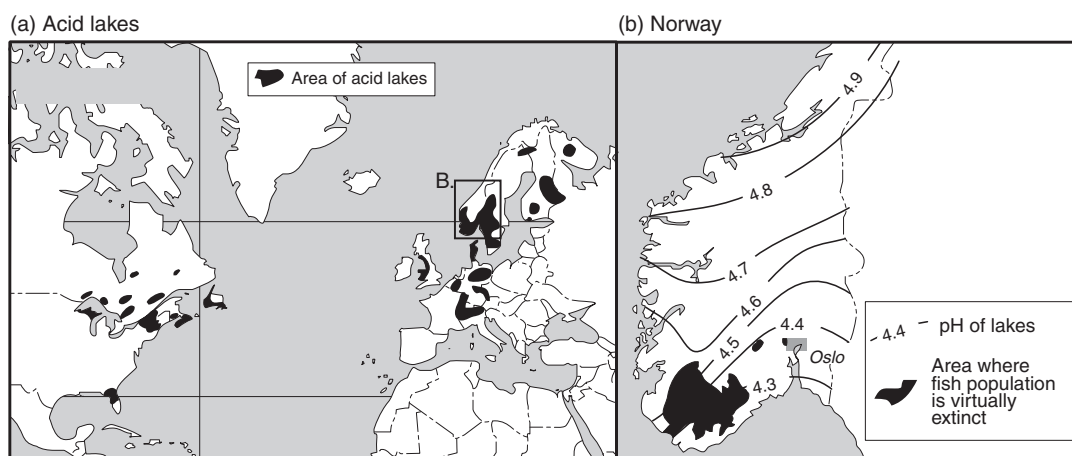 (a) Acid lakes
Area of acid lakes
B.
(b) Norway
4.9
4.8
4.7
4.6
4.5
4.4
4.3
Oslo
4.4
pH of lakes
Area where
fish population
is virtually
extinct